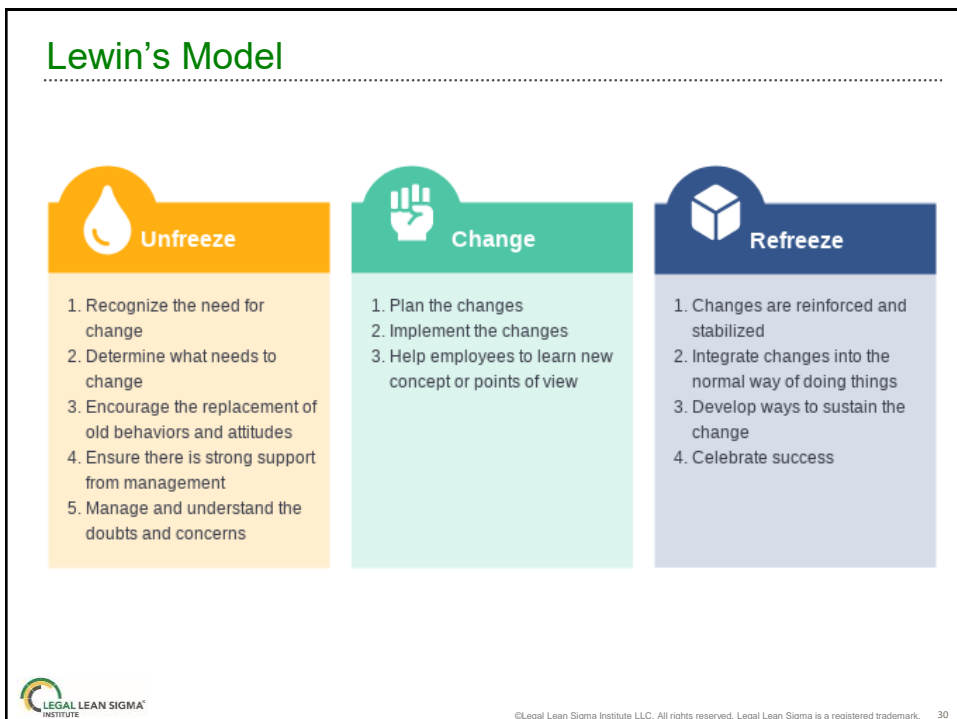 Lewin's Model
Unfreeze
1. Recognize the need for
change
2. Determine what needs to
change
3. Encourage the replacement of
old behaviors and attitudes
4. Ensure there is strong support
from management
5. Manage and understand the
doubts and concerns
Change
1. Plan the changes
2. Implement the changes
3. Help employees to learn new
concept or points of view
Refreeze
1. Changes are reinforced and
stabilized
2. Integrate changes into the
normal way of doing things
3. Develop ways to sustain the
change
4. Celebrate success
LEGAL LEAN SIGMA
INSTITUTE
©Legal Lean Sigma Institute LLC. All rights reserved. Legal Lean Sigma is a registered trademark. 30